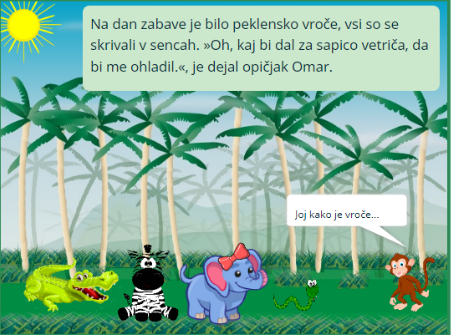 Na dan zabave je bilo peklensko vroče, vsi so se
skrivali v sencah. »Oh, kaj bi dal za sapico vetriča, da
bi me ohladil.«, je dejal opičjak Omar.
Joj kako je vroče...